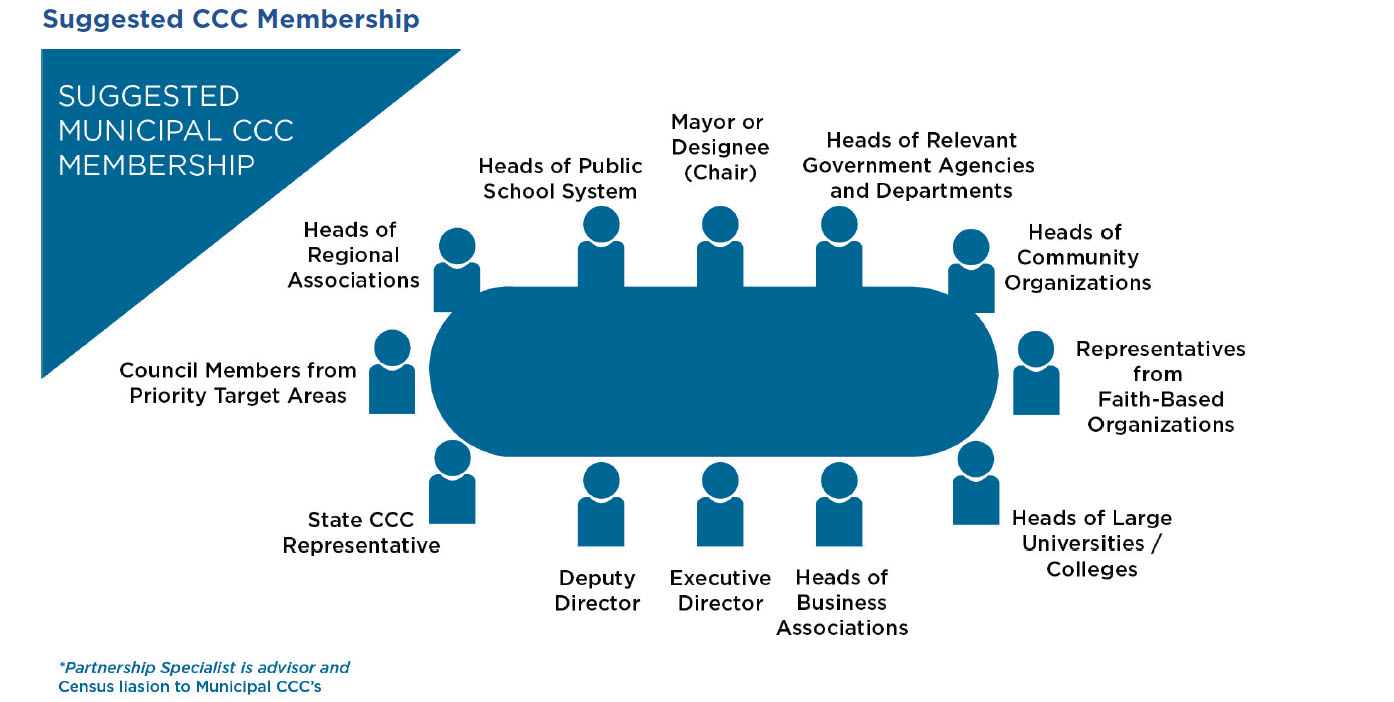 Suggested CCC Membership
SUGGESTED
MUNICIPAL CCC
MEMBERSHIP
Mayor or
Designee
(Chair)
Heads of Public
School System
Heads of Relevant
Government Agencies
and Departments
Heads of
Regional
Associations
Heads of
Community
Organizations
Council Members from
Priority Target Areas
Representatives
from
Faith-Based
Organizations
State CCC
Representative
Heads of Large
Universities /
Colleges
Deputy
Director
Executive
Director
Heads of
Business
Associations
*Partnership Specialist is advisor and
Census liasion to Municipal CCC's